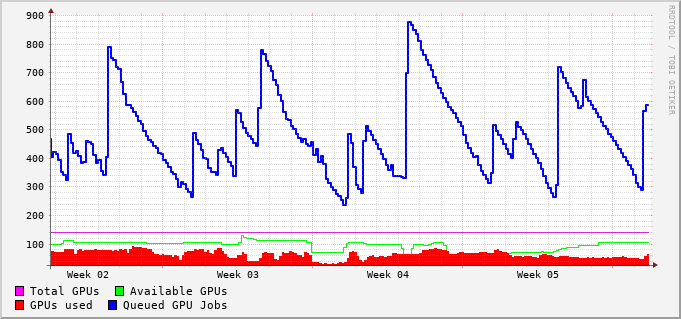 900
800
700
600
500
400
300
200
100
Week 02 Week 03 Week 04 Week 05
Total GPUs Available GPUs
GPUs used Queued GPU Jobs
RRDTOOL / TOBI OETIKER